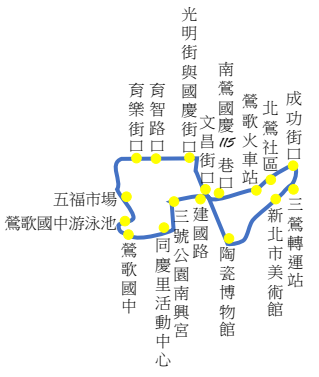 育樂街口
育智路口
光明街與國慶街口
文昌街口
南鶯國慶115巷口
鶯歌火車站
北鶯社區
成功街口
五福市場
鶯歌國中游泳池
鶯歌國中
同慶里活動中心
三號公園南興宮
建國路
陶瓷博物館
新北市美術館
三鶯轉運站